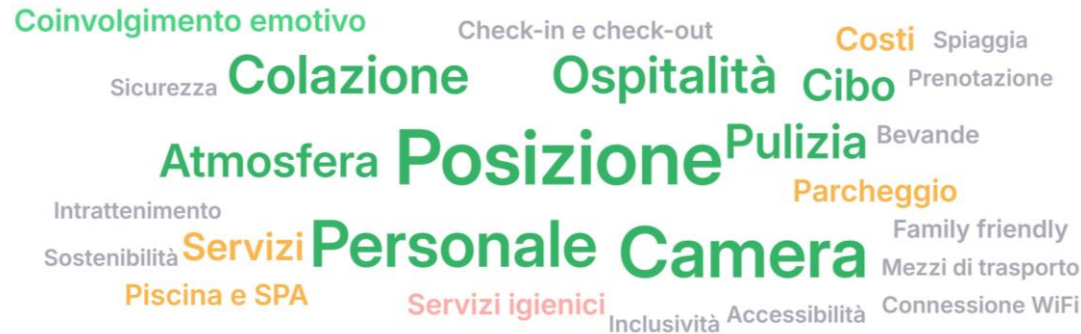 Coinvolgimento emotivo
Check-in e check-out
Costi
Spiaggia
Sicurezza
Colazione
Ospitalità
Cibo
Prenotazione
Atmosfera
Posizione
Pulizia
Bevande
Parcheggio
Intrattenimento
Family friendly
Sostenibilità
Servizi
Personale
Camera
Mezzi di trasporto
Piscina e SPA
Servizi igienici
Inclusività
Accessibilità
Connessione WiFi